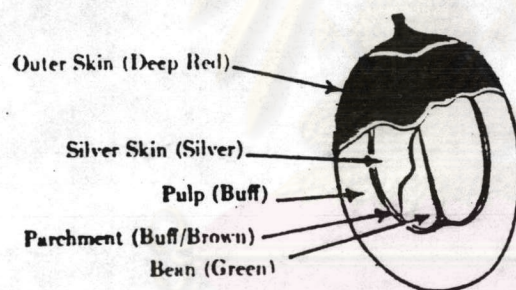 Outer Skin (Deep Red)
Silver Skin (Silver)
Pulp (Buff)
Parchment (Buff/Brown)
Bean (Green)